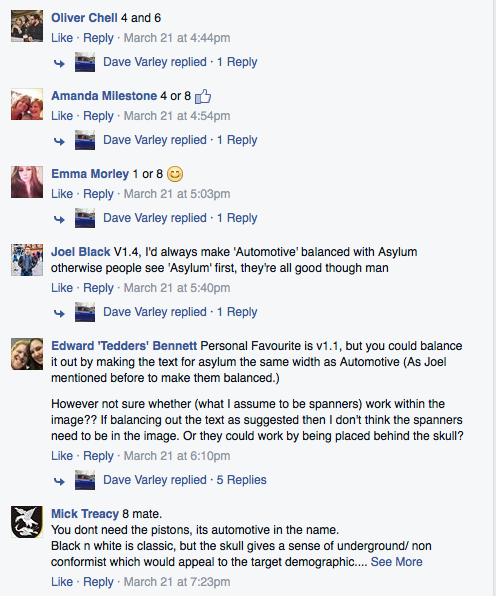 Oliver Chell 4 and 6
Like · Reply · March 21 at 4:44pm
Dave Varley replied · 1 Reply
Amanda Milestone 4 or 8
Like · Reply · March 21 at 4:54pm
Dave Varley replied · 1 Reply
Emma Morley 1 or 8
Like · Reply · March 21 at 5:03pm
Dave Varley replied · 1 Reply
Joel Black V1.4, I'd always make 'Automotive' balanced with Asylum
otherwise people see 'Asylum' first, they're all good though man
Like · Reply · March 21 at 5:40pm
Dave Varley replied · 1 Reply
Edward 'Tedders' Bennett Personal Favourite is v1.1, but you could balance
it out by making the text for asylum the same width as Automotive (As Joel
mentioned before to make them balanced.)
However not sure whether (what I assume to be spanners) work within the
image?? If balancing out the text as suggested then I don't think the spanners
need to be in the image. Or they could work by being placed behind the skull?
Like · Reply · March 21 at 6:10pm
Dave Varley replied · 5 Replies
Mick Treacy 8 mate.
You dont need the pistons, its automotive in the name.
Black n white is classic, but the skull gives a sense of underground/ non
conformist which would appeal to the target demographic.... See More
Like · Reply · March 21 at 7:23pm